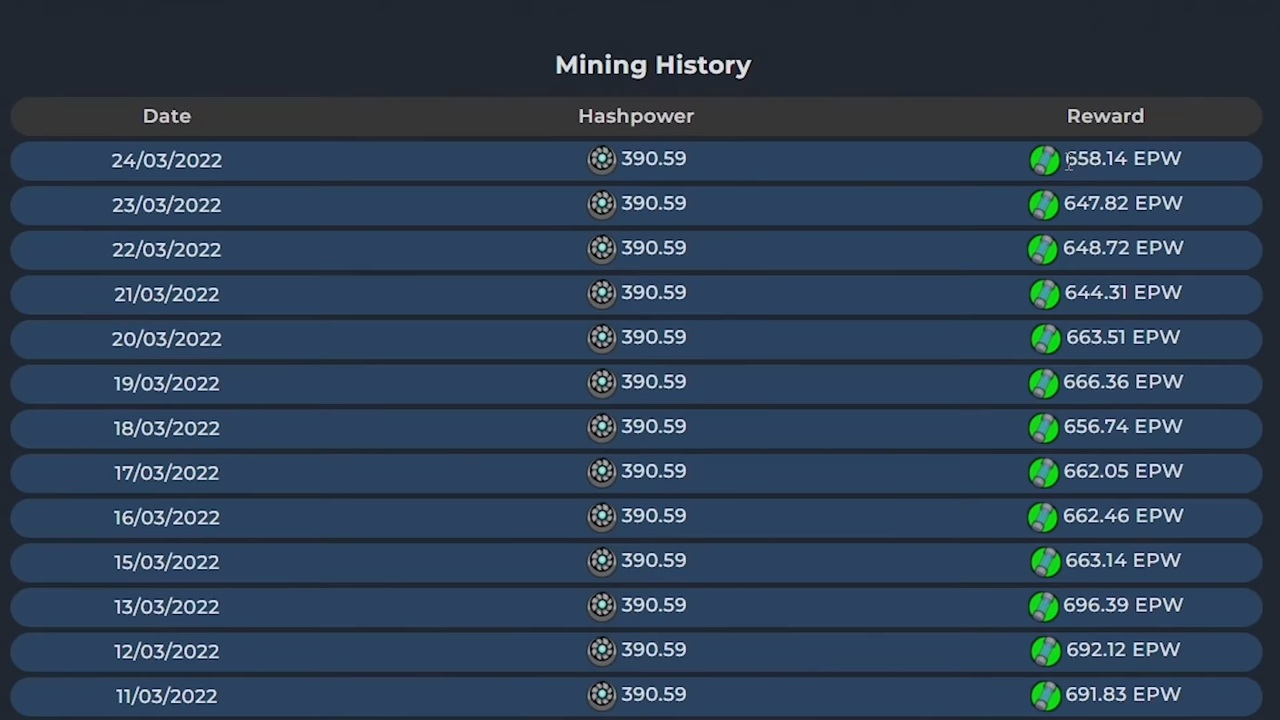 Mining History
Date Hashpower Reward
24/03/2022 390.59 658.14 EPW
23/03/2022 390.59 647.82 EPW
22/03/2022 390.59 648.72 EPW
21/03/2022 390.59 644.31 EPW
20/03/2022 390.59 663.51 EPW
19/03/2022 390.59 666.36 EPW
18/03/2022 390.59 656.74 EPW
17/03/2022 390.59 662.05 EPW
16/03/2022 390.59 662.46 EPW
15/03/2022 390.59 663.14 EPW
13/03/2022 390.59 696.39 EPW
12/03/2022 390.59 692.12 EPW
11/03/2022 390.59 691.83 EPW